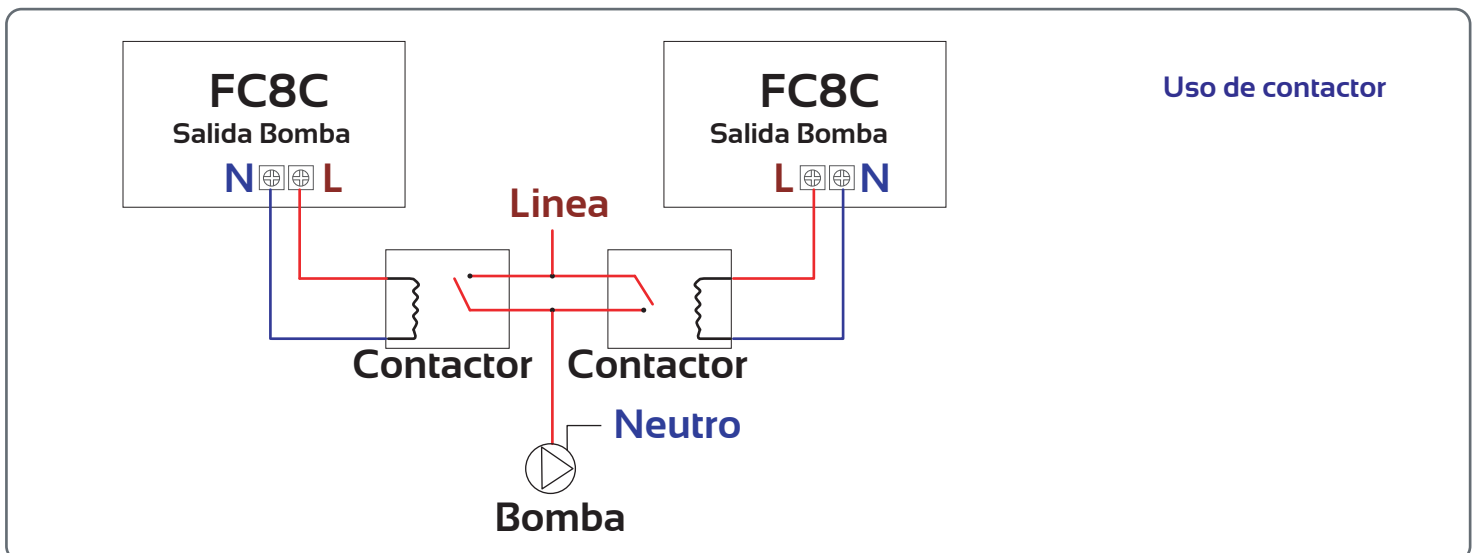 FC8C
Salida Bomba
N L
FC8C
Salida Bomba
L N
Uso de contactor
Linea
Contactor
Contactor
Neutro
Bomba